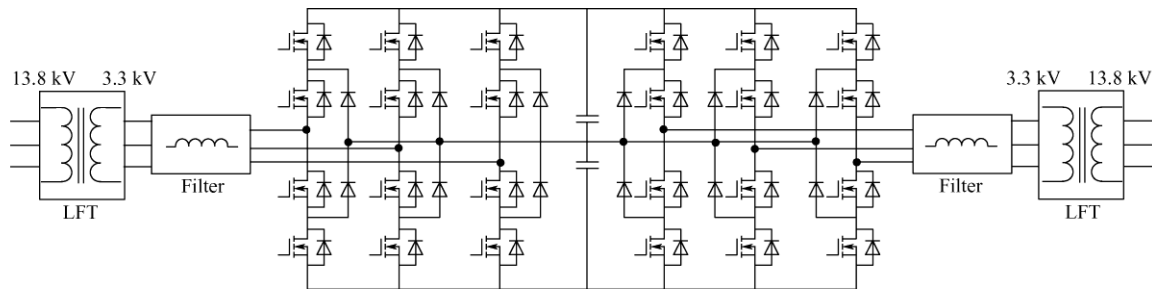 13.8 kV 3.3 kV
Filter
LFT
3.3 kV 13.8 kV
Filter
LFT